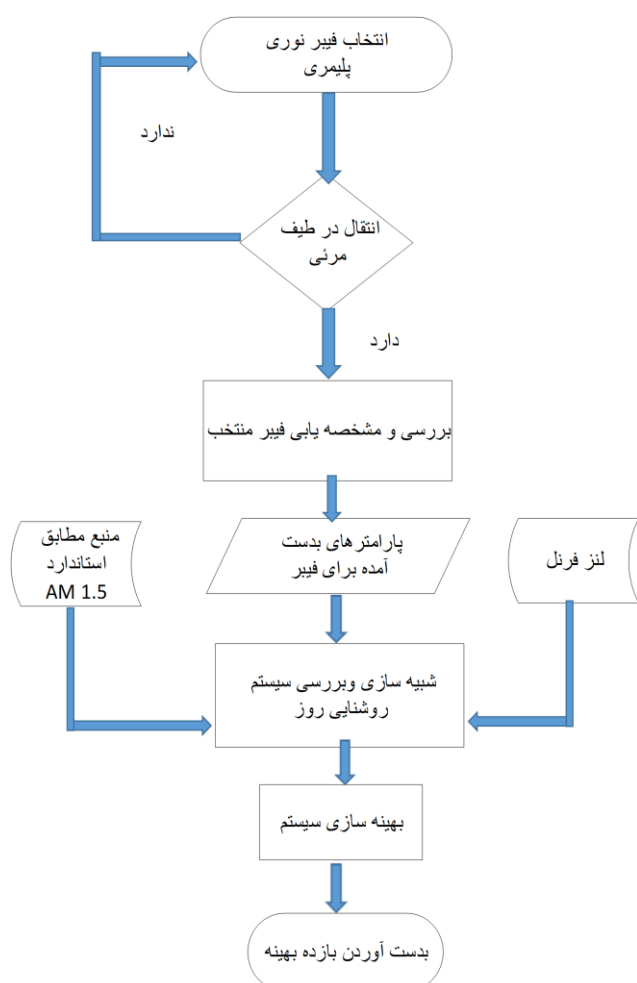 انتخاب فیبر نوری
پلیمری
ندارد
انتقال در طیف
مرئی
دارد
بررسی و مشخصه یابی فیبر منتخب
منبع مطابق
استاندارد
AM 1.5
پارامترهای بدست
آمده برای فیبر
لنز فرنل
شبیه سازی وبررسی سیستم
روشنایی روز
بهینه سازی سیستم
بدست آوردن بازده بهینه